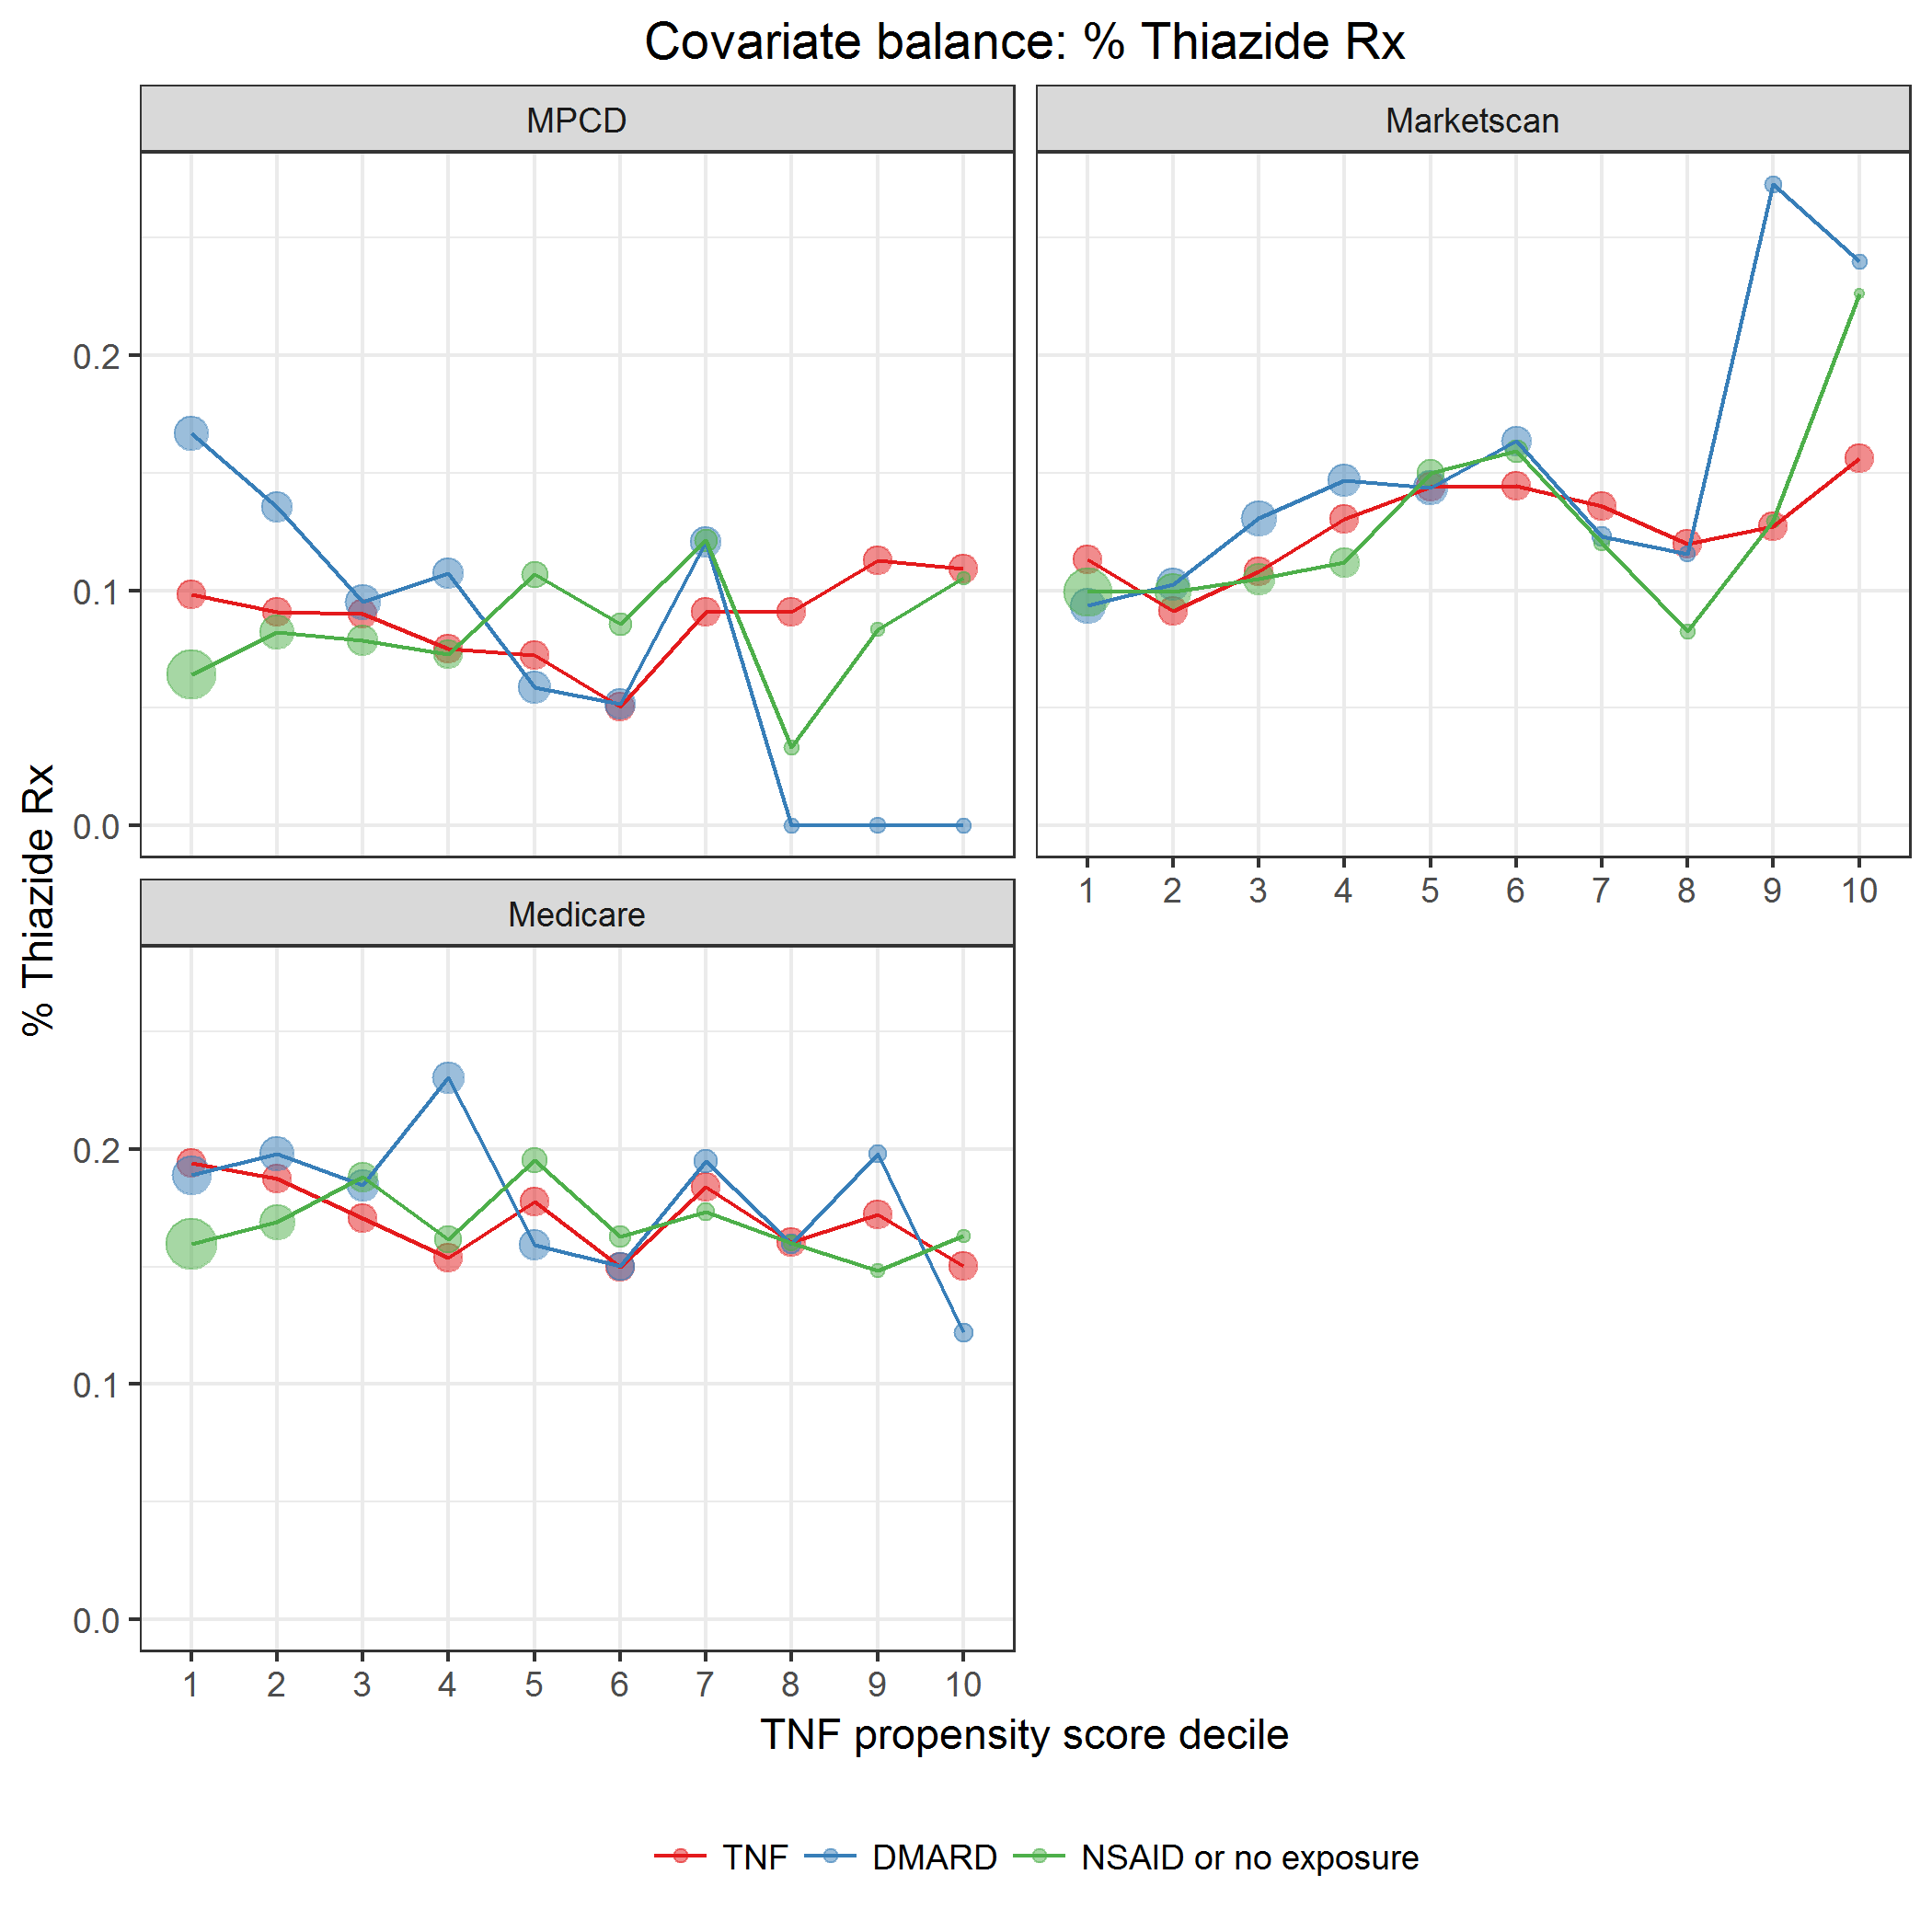 Covariate balance: % Thiazide Rx
MPCD
Marketscan
0.2
0.1
0.0
1 2 3 4 5 6 7 8 9 10
Medicare
% Thiazide Rx
0.2
0.1
0.0
1 2 3 4 5 6 7 8 9 10
TNF propensity score decile
TNF DMARD NSAID or no exposure